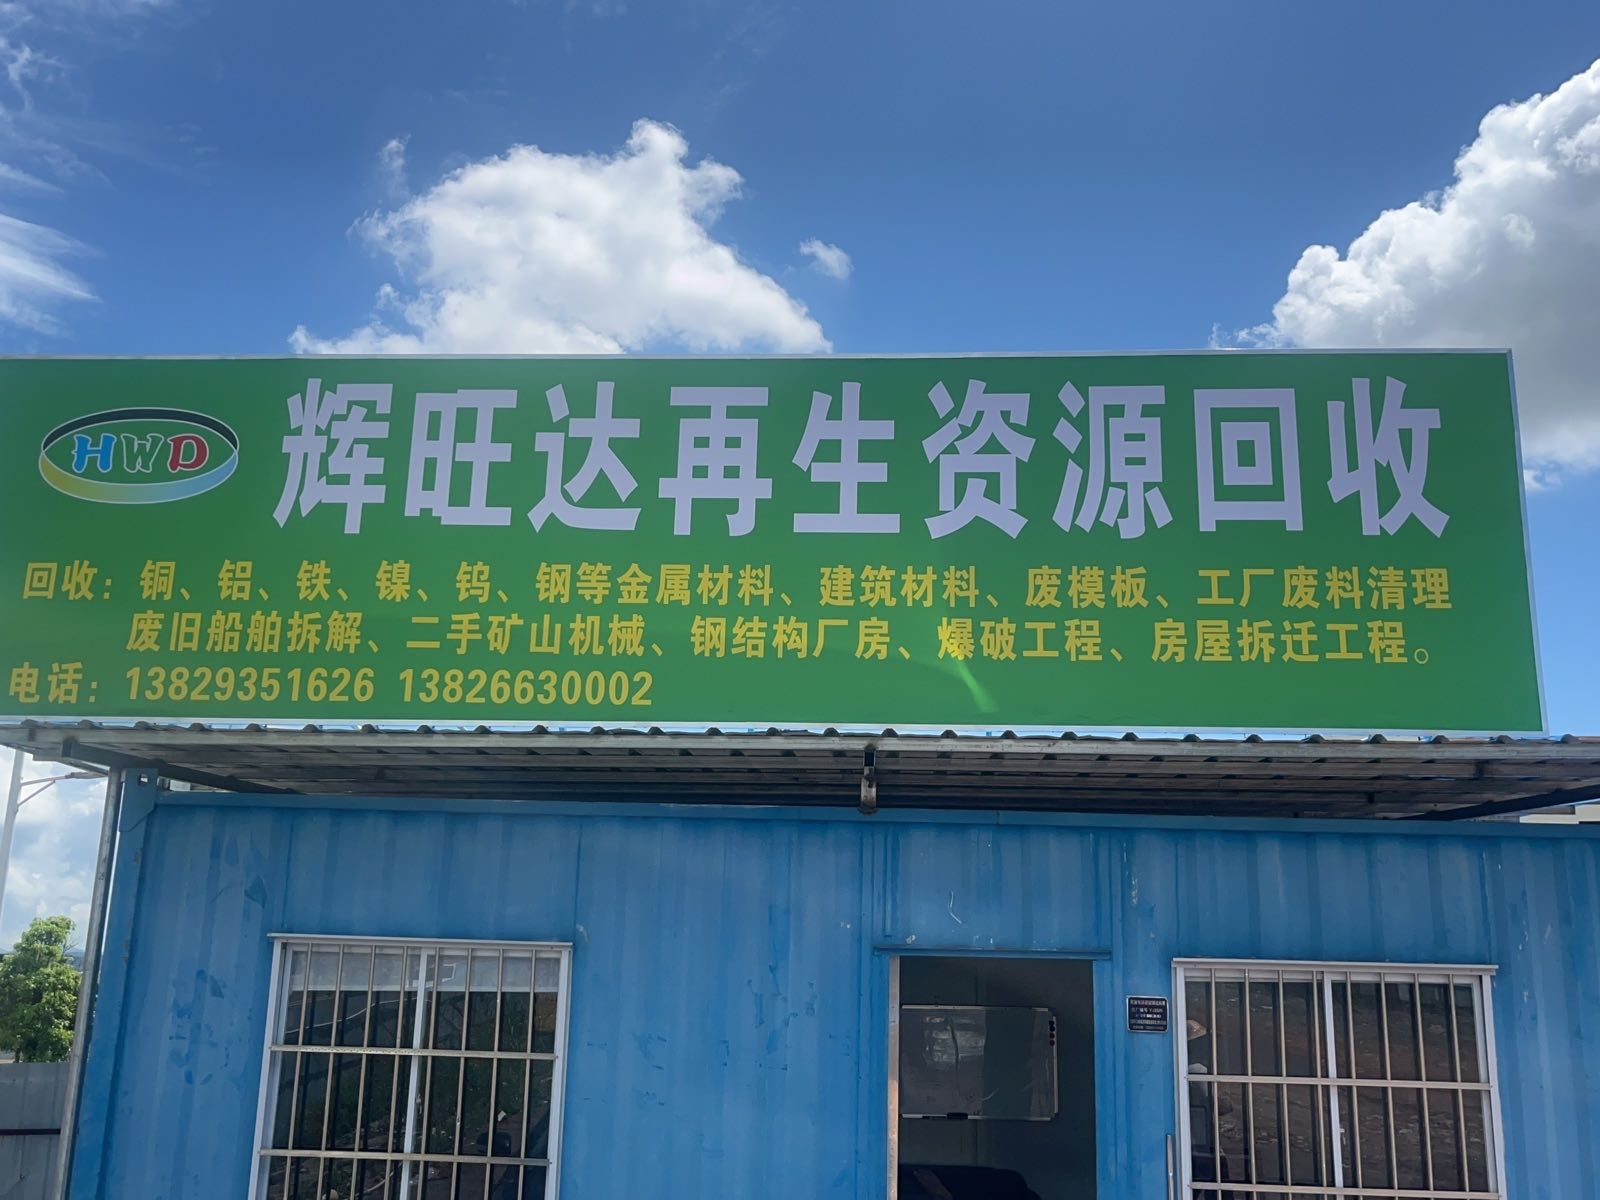 HWD
辉旺达再生资源回收
回收：铜、铝、铁、镍、钨、钢等金属材料、建筑材料、废模板、工厂废料清理
废旧船舶拆解、二手矿山机械、钢结构厂房、爆破工程、房屋拆迁工程。
电话：13829351626 13826630002